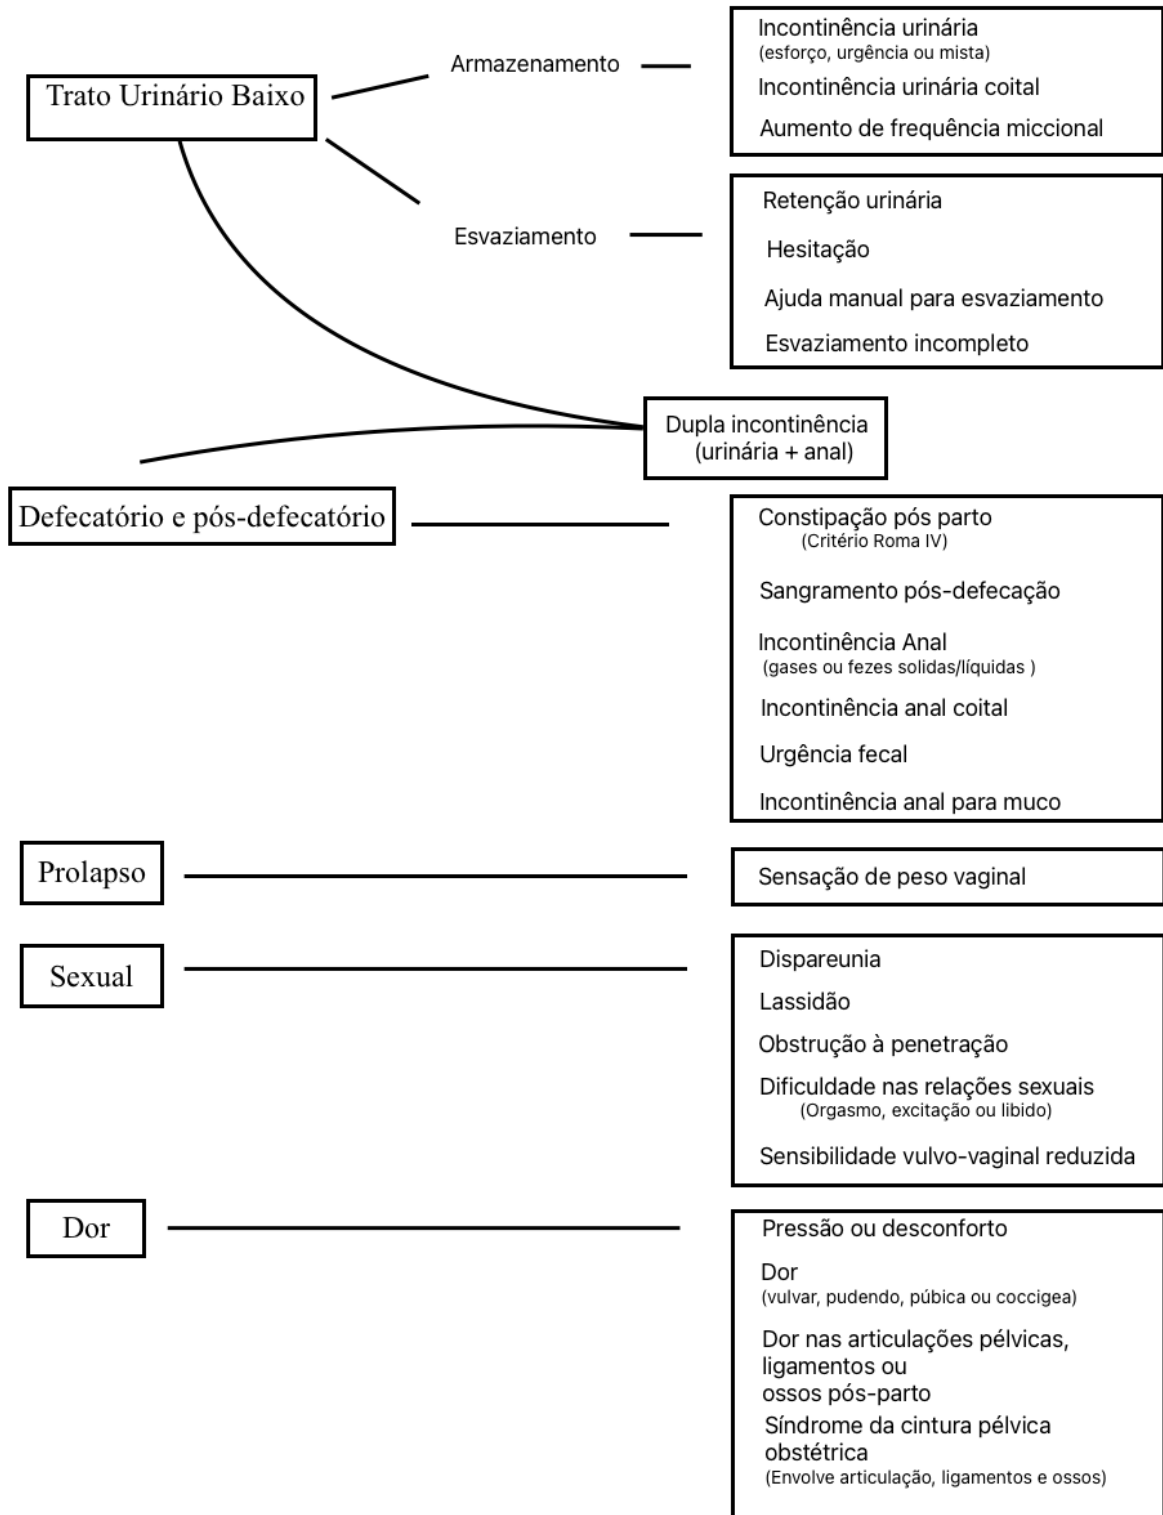 Trato Urinário Baixo
Armazenamento
Incontinência urinária
(esforço, urgência ou mista)
Incontinência urinária coital
Aumento de frequência miccional
Esvaziamento
Retenção urinária
Hesitação
Ajuda manual para esvaziamento
Esvaziamento incompleto
Dupla incontinência
(urinária + anal)
Defecatório e pós-defecatório
Constipação pós parto
(Critério Roma IV)
Sangramento pós-defecação
Incontinência Anal
(gases ou fezes solidas/líquidas )
Incontinência anal coital
Urgência fecal
Incontinência anal para muco
Prolapso
Sensação de peso vaginal
Sexual
Dispareunia
Lassidão
Obstrução à penetração
Dificuldade nas relações sexuais
(Orgasmo, excitação ou libido)
Sensibilidade vulvo-vaginal reduzida
Dor
Pressão ou desconforto
Dor
(vulvar, pudendo, púbica ou coccigea)
Dor nas articulações pélvicas,
ligamentos ou
ossos pós-parto
Síndrome da cintura pélvica
obstétrica
(Envolve articulação, ligamentos e ossos)